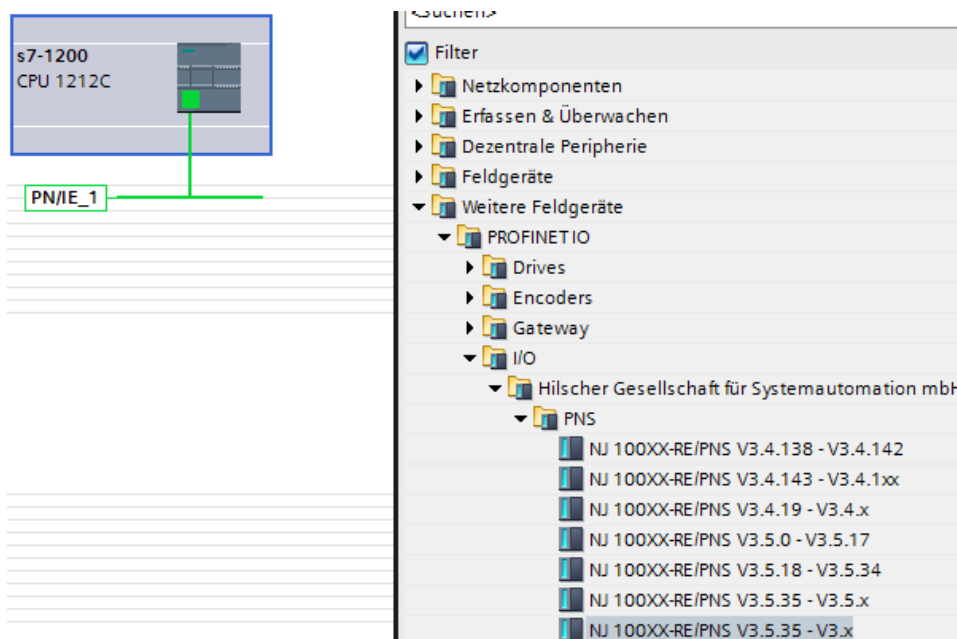 s7-1200
CPU 1212C
PN/IE_1
<Suchen>
Filter
Netzkomponenten
Erfassen & Überwachen
Dezentrale Peripherie
Feldgeräte
Weitere Feldgeräte
PROFINET IO
Drives
Encoders
Gateway
I/O
Hilscher Gesellschaft für Systemautomation mbH
PNS
NJ 100XX-RE/PNS V3.4.138 - V3.4.142
NJ 100XX-RE/PNS V3.4.143 - V3.4.1xx
NJ 100XX-RE/PNS V3.4.19 - V3.4.x
NJ 100XX-RE/PNS V3.5.0 - V3.5.17
NJ 100XX-RE/PNS V3.5.18 - V3.5.34
NJ 100XX-RE/PNS V3.5.35 - V3.5.x
NJ 100XX-RE/PNS V3.5.35 - V3.x